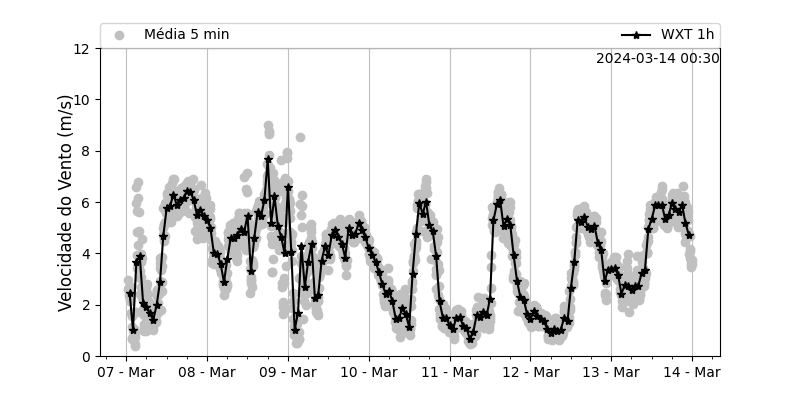 Média 5 min
WXT 1h
2024-03-14 00:30
Velocidade do Vento (m/s)
12
10
8
6
4
2
0
07 - Mar
08 - Mar
09 - Mar
10 - Mar
11 - Mar
12 - Mar
13 - Mar
14 - Mar